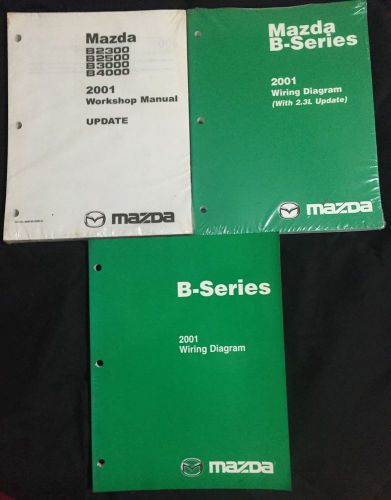 Mazda
B2300
B2500
B3000
B4000
2001
Workshop Manual
UPDATE
mazda
Mazda
B-Series
2001
Wiring Diagram
(With 2.3L Update)
mazda
B-Series
2001
Wiring Diagram
mazda